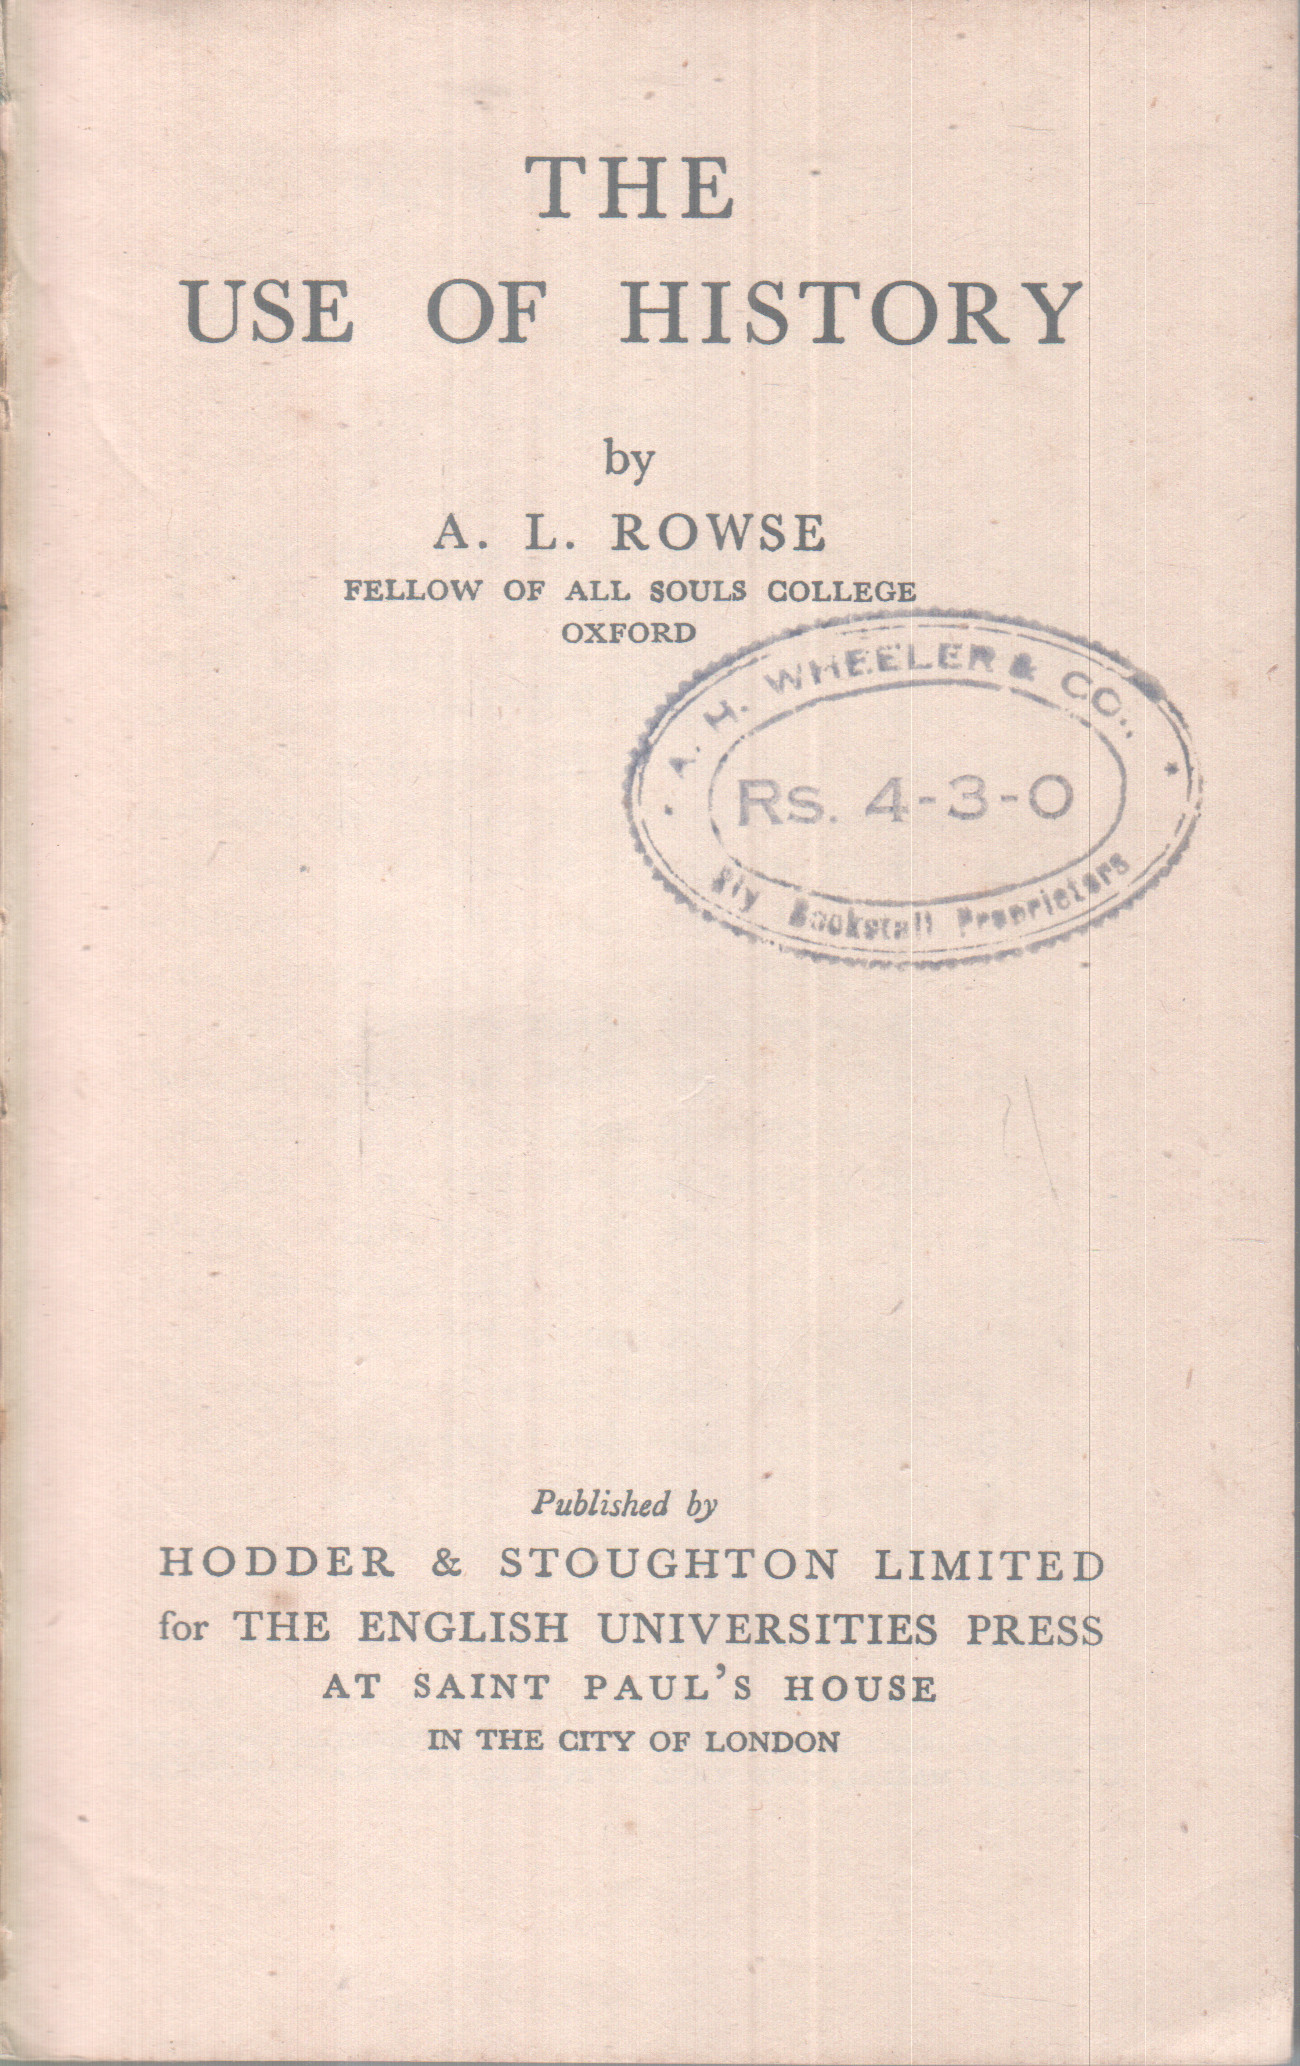 THE
USE OF HISTORY
by
A. L. ROWSE
FELLOW OF ALL SOULS COLLEGE
OXFORD
A. H. WHEELER & CO.,
Rs. 4-3-0
Rly Bookstall Proprietors
Published by
HODDER & STOUGHTON LIMITED
for THE ENGLISH UNIVERSITIES PRESS
AT SAINT PAUL'S HOUSE
IN THE CITY OF LONDON